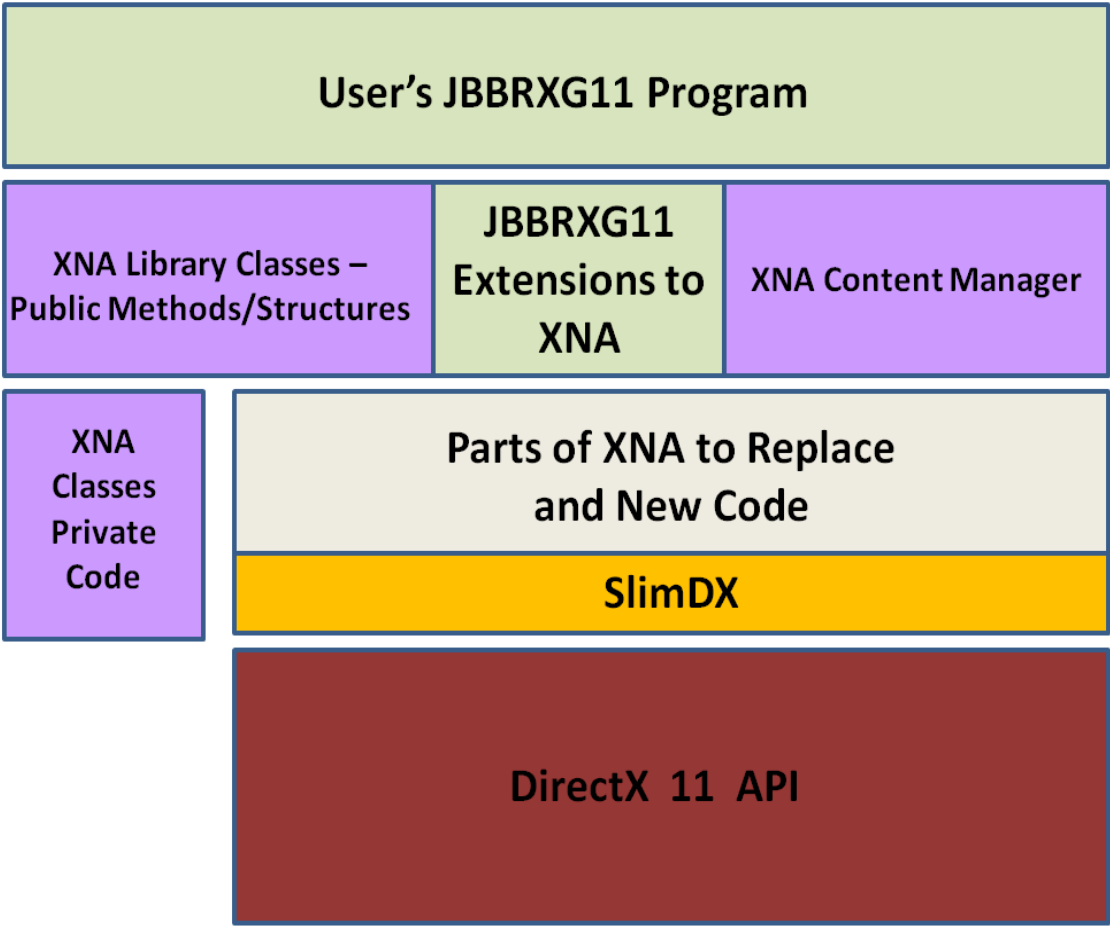 User’s JBBRXG11 Program
XNA Library Classes –
Public Methods/Structures
JBBRXG11
Extensions to
XNA
XNA Content Manager
XNA
Classes
Private
Code
Parts of XNA to Replace
and New Code
SlimDX
DirectX 11 API